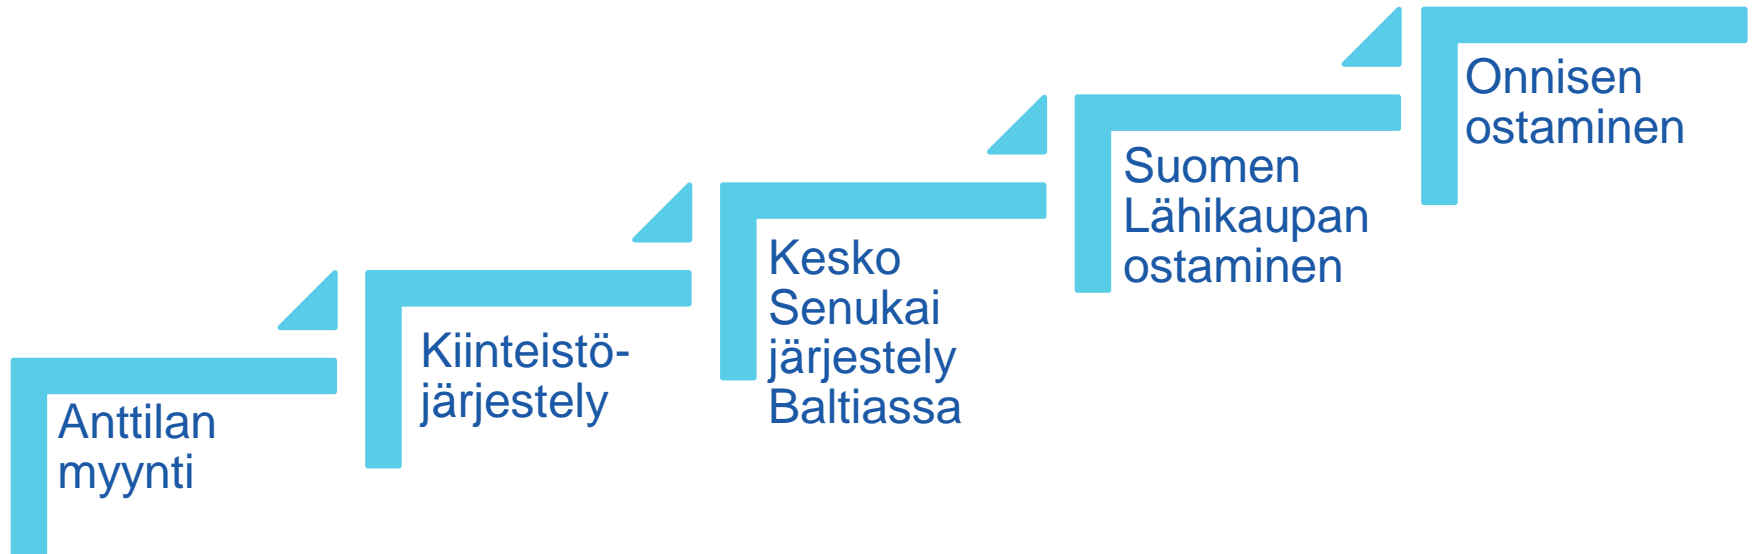 Anttilan
myynti
Kiinteistö-
järjestely
Kesko
Senukai
järjestely
Baltiassa
Suomen
Lähikaupan
ostaminen
Onnisen
ostaminen